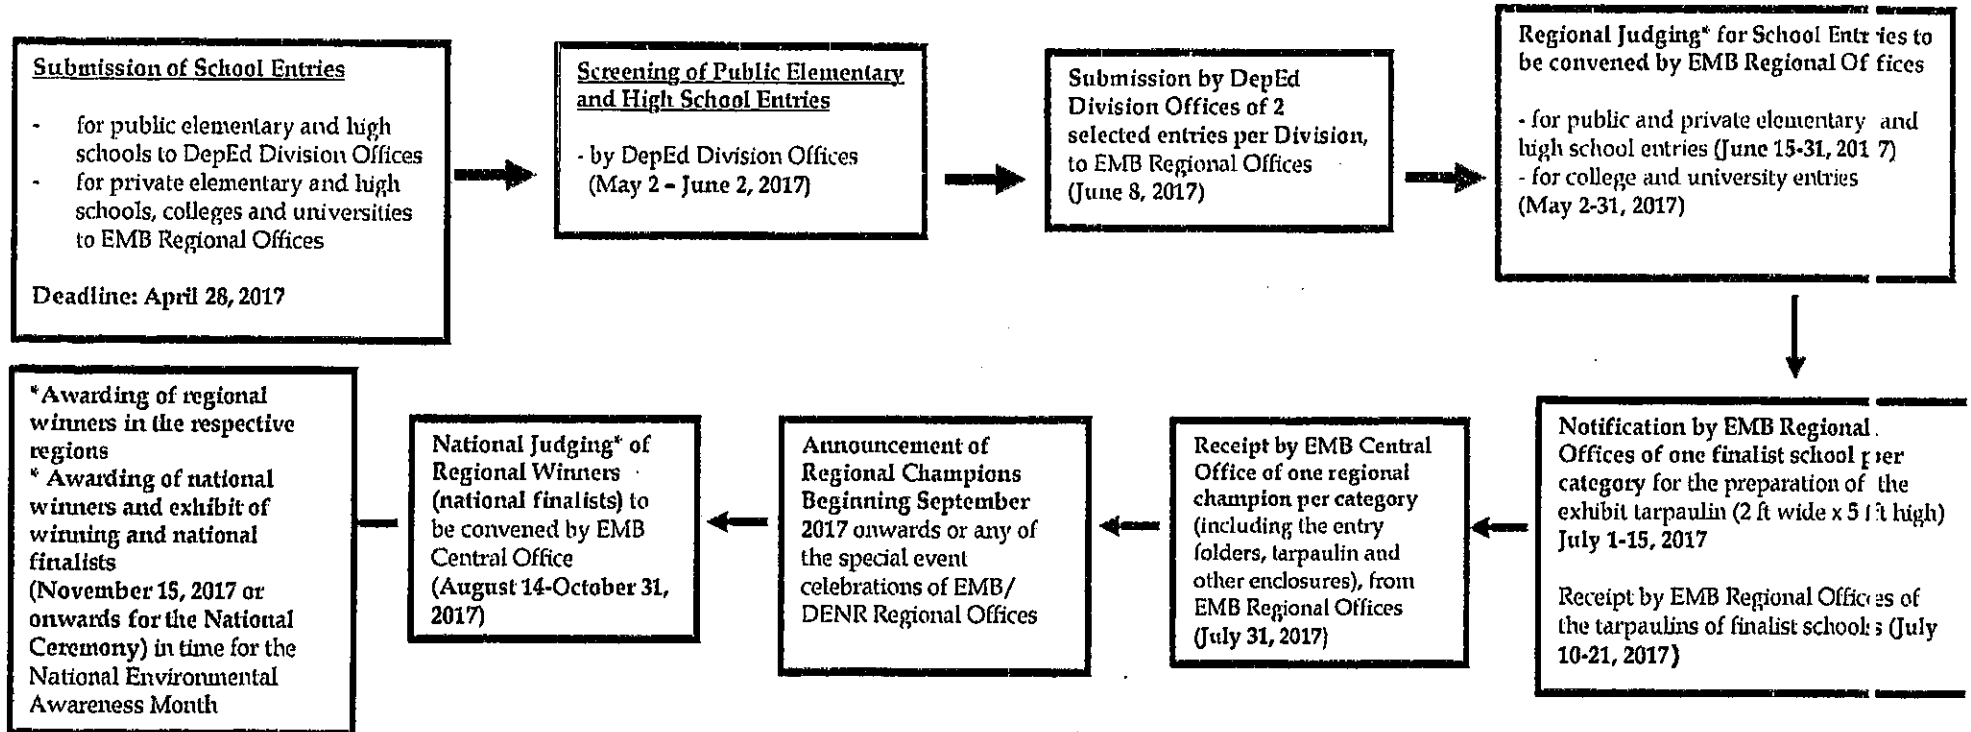 Submission of School Entries
- for public elementary and high
schools to DepEd Division Offices
- for private elementary and high
schools, colleges and universities
to EMB Regional Offices
Deadline: April 28, 2017
Screening of Public Elementary
and High School Entries
- by DepEd Division Offices
(May 2 – June 2, 2017)
Submission by DepEd
Division Offices of 2
selected entries per Division,
to EMB Regional Offices
(June 8, 2017)
Regional Judging* for School Entries to
be convened by EMB Regional Offices
- for public and private elementary and
high school entries (June 15-31, 2017)
- for college and university entries
(May 2-31, 2017)
Notification by EMB Regional
Offices of one finalist school per
category for the preparation of the
exhibit tarpaulin (2 ft wide x 5 ft high)
July 1-15, 2017
Receipt by EMB Regional Offices of
the tarpaulins of finalist schools (July
10-21, 2017)
Receipt by EMB Central
Office of one regional
champion per category
(including the entry
folders, tarpaulin and
other enclosures), from
EMB Regional Offices
(July 31, 2017)
Announcement of
Regional Champions
Beginning September
2017 onwards or any of
the special event
celebrations of EMB/
DENR Regional Offices
National Judging* of
Regional Winners
(national finalists) to
be convened by EMB
Central Office
(August 14-October 31,
2017)
*Awarding of regional
winners in the respective
regions
* Awarding of national
winners and exhibit of
winning and national
finalists
(November 15, 2017 or
onwards for the National
Ceremony) in time for the
National Environmental
Awareness Month